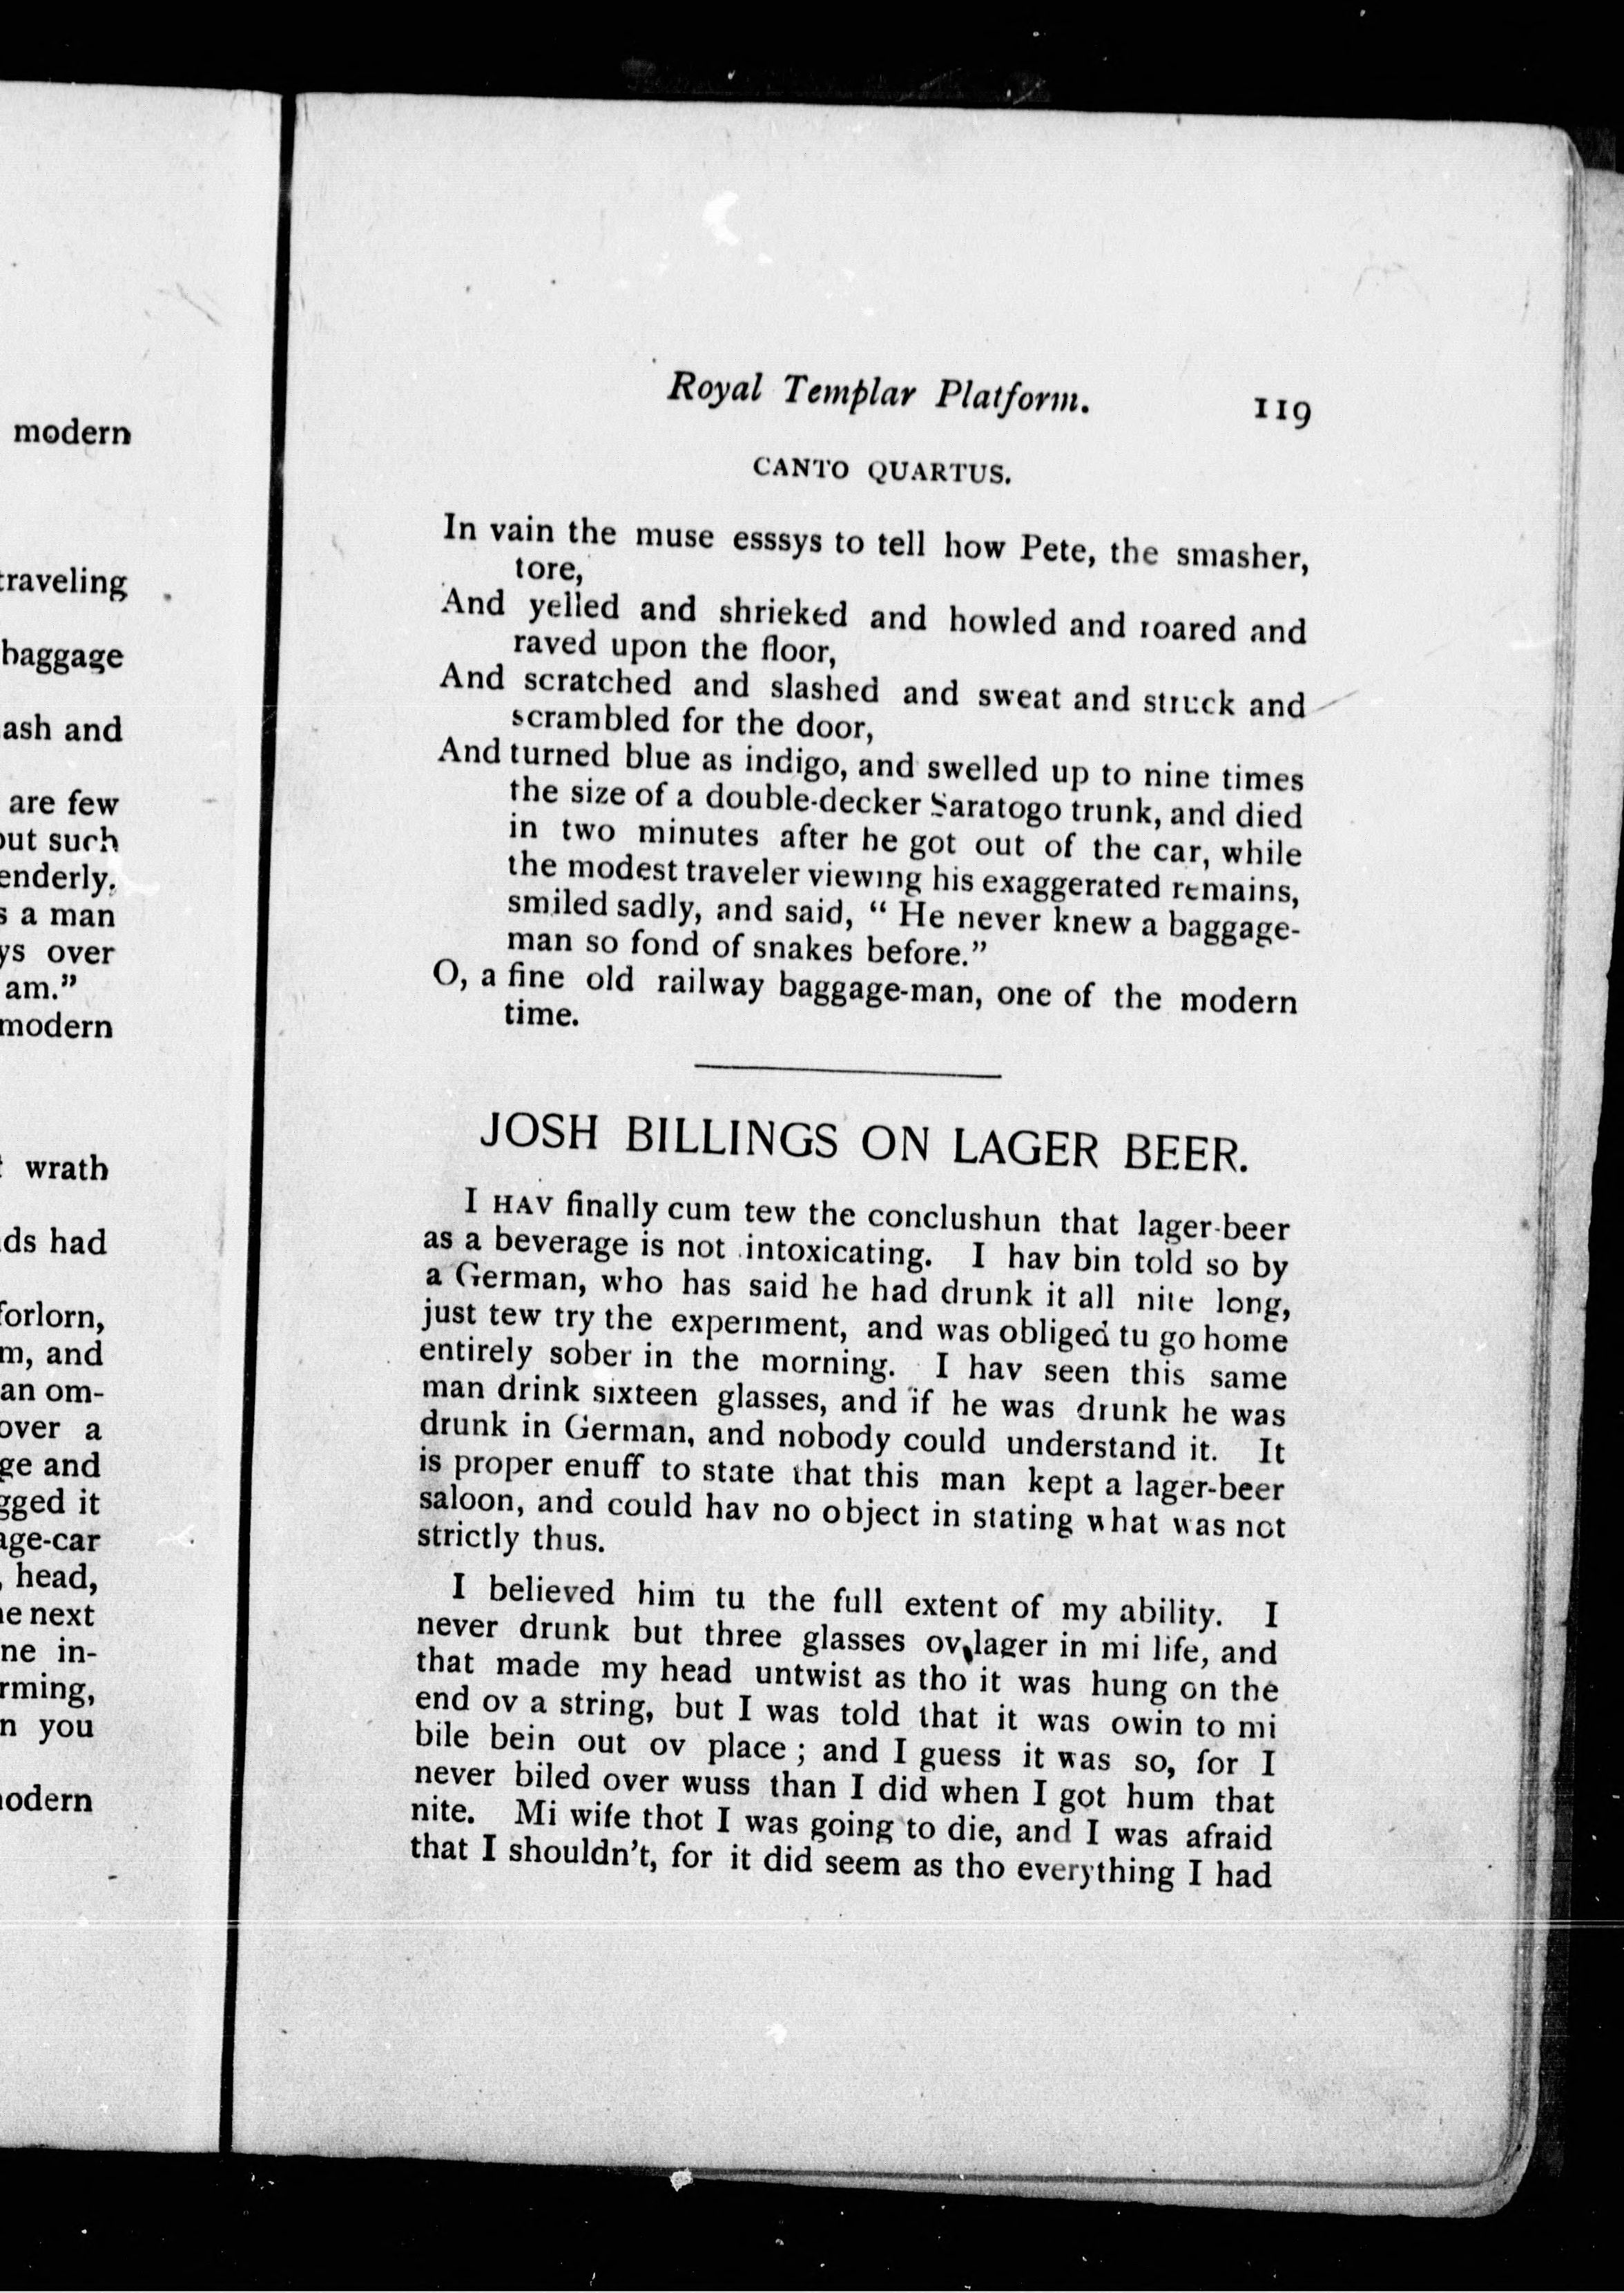 modern
traveling
baggage
ash and
are few
out such
enderly.
s a man
ys over
am."
modern
wrath
ds had
forlorn,
m, and
an om-
over a
ge and
gged it
age-car
head,
e next
ne in-
rming,
n you
odern
Royal Templar Platform. 119
CANTO QUARTUS.
In vain the muse esssys to tell how Pete, the smasher,
tore,
And yelled and shrieked and howled and roared and
raved upon the floor,
And scratched and slashed and sweat and struck and
scrambled for the door,
And turned blue as indigo, and swelled up to nine times
the size of a double-decker Saratogo trunk, and died
in two minutes after he got out of the car, while
the modest traveler viewing his exaggerated remains,
smiled sadly, and said, " He never knew a baggage-
man so fond of snakes before."
O, a fine old railway baggage-man, one of the modern
time.
JOSH BILLINGS ON LAGER BEER.
I HAV finally cum tew the conclushun that lager-beer
as a beverage is not intoxicating. I hav bin told so by
a German, who has said he had drunk it all nite long,
just tew try the experiment, and was obliged tu go home
entirely sober in the morning. I hav seen this same
man drink sixteen glasses, and if he was drunk he was
drunk in German, and nobody could understand it. It
is proper enuff to state that this man kept a lager-beer
saloon, and could hav no object in stating what was not
strictly thus.
I believed him tu the full extent of my ability. I
never drunk but three glasses ov lager in mi life, and
that made my head untwist as tho it was hung on the
end ov a string, but I was told that it was owin to mi
bile bein out ov place ; and I guess it was so, for I
never biled over wuss than I did when I got hum that
nite. Mi wife thot I was going to die, and I was afraid
that I shouldn't, for it did seem as tho everything I had